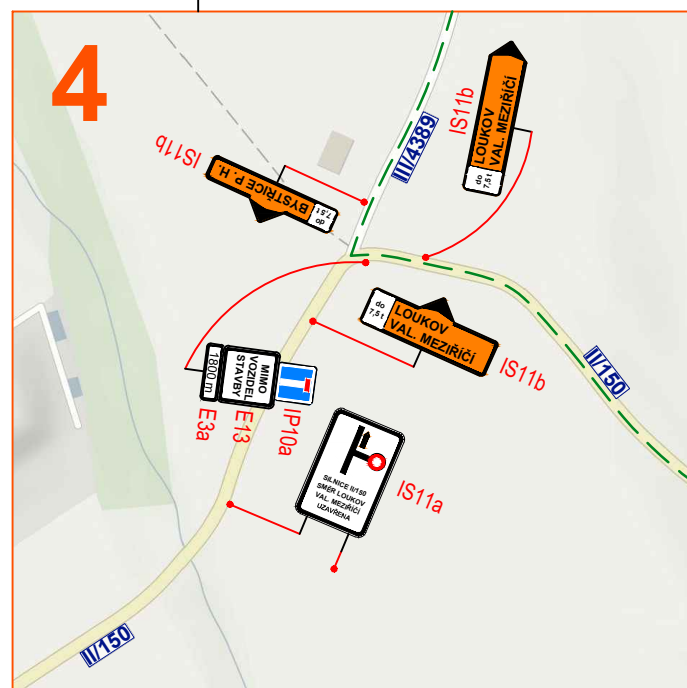 4
III/4389
IS11b
LOUKOV
VAL. MEZIŘÍČÍ
do
7,5 t
IS11b
BYSTŘICE P. H.
do
7,5 t
do
7,5 t
LOUKOV
VAL. MEZIŘÍČÍ
IS11b
II/150
1800 m
MIMO
VOZIDEL
STAVBY
E3a
E13
IP10a
SILNICE II/150
SMĚR LOUKOV
VAL. MEZIŘÍČÍ
UZAVŘENA
IS11a
II/150